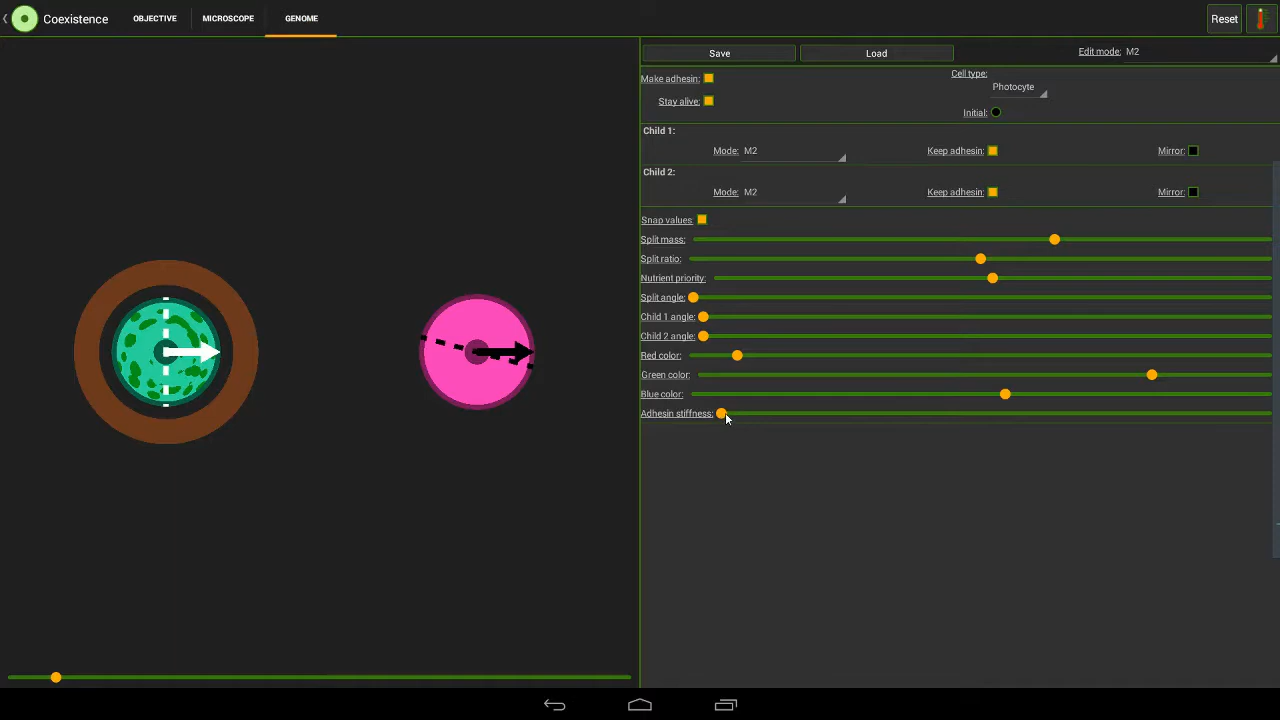 Coexistence OBJECTIVE MICROSCOPE GENOME Reset
Save Load Edit mode: M2
Make adhesin: Cell type:
Photocyte
Stay alive:
Initial:
Child 1:
Mode: M2 Keep adhesin: Mirror:
Child 2:
Mode: M2 Keep adhesin: Mirror:
Snap values
Split mass:
Split ratio:
Nutrient priority:
Split angle:
Child 1 angle:
Child 2 angle:
Red color:
Green color:
Blue color:
Adhesin stiffness: